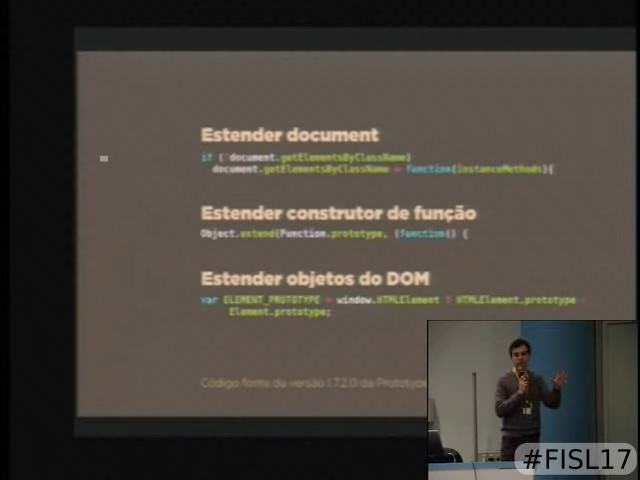 Estender document
if (!document.getElementsByClassName)
document.getElementsByClassName = function(instanceMethods){
Estender construtor de função
Object.extend(Function.prototype, (function() {
Estender objetos do DOM
var ELEMENT_PROTOTYPE = window.HTMLElement ? HTMLElement.prototype
Element.prototype;
Código fonte da versão 1.7.2.0 da Prototype
#FISL17